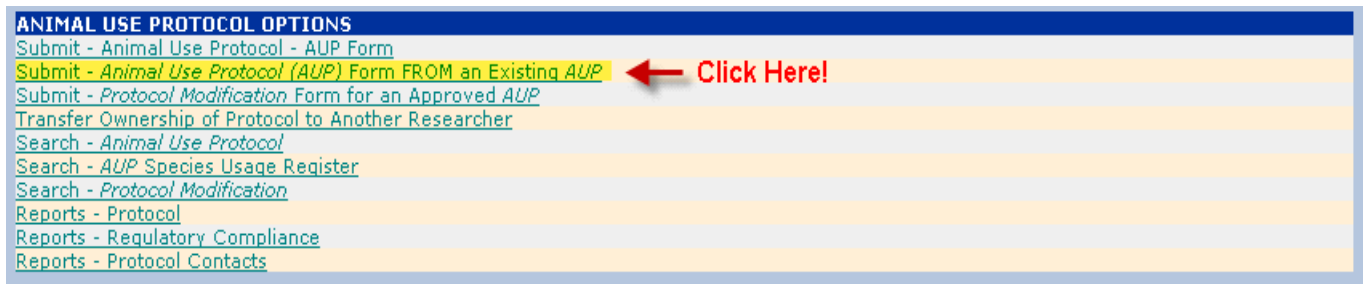 ANIMAL USE PROTOCOL OPTIONS
Submit - Animal Use Protocol - AUP Form
Submit - Animal Use Protocol (AUP) Form FROM an Existing AUP Click Here!
Submit - Protocol Modification Form for an Approved AUP
Transfer Ownership of Protocol to Another Researcher
Search - Animal Use Protocol
Search - AUP Species Usage Register
Search - Protocol Modification
Reports - Protocol
Reports - Regulatory Compliance
Reports - Protocol Contacts